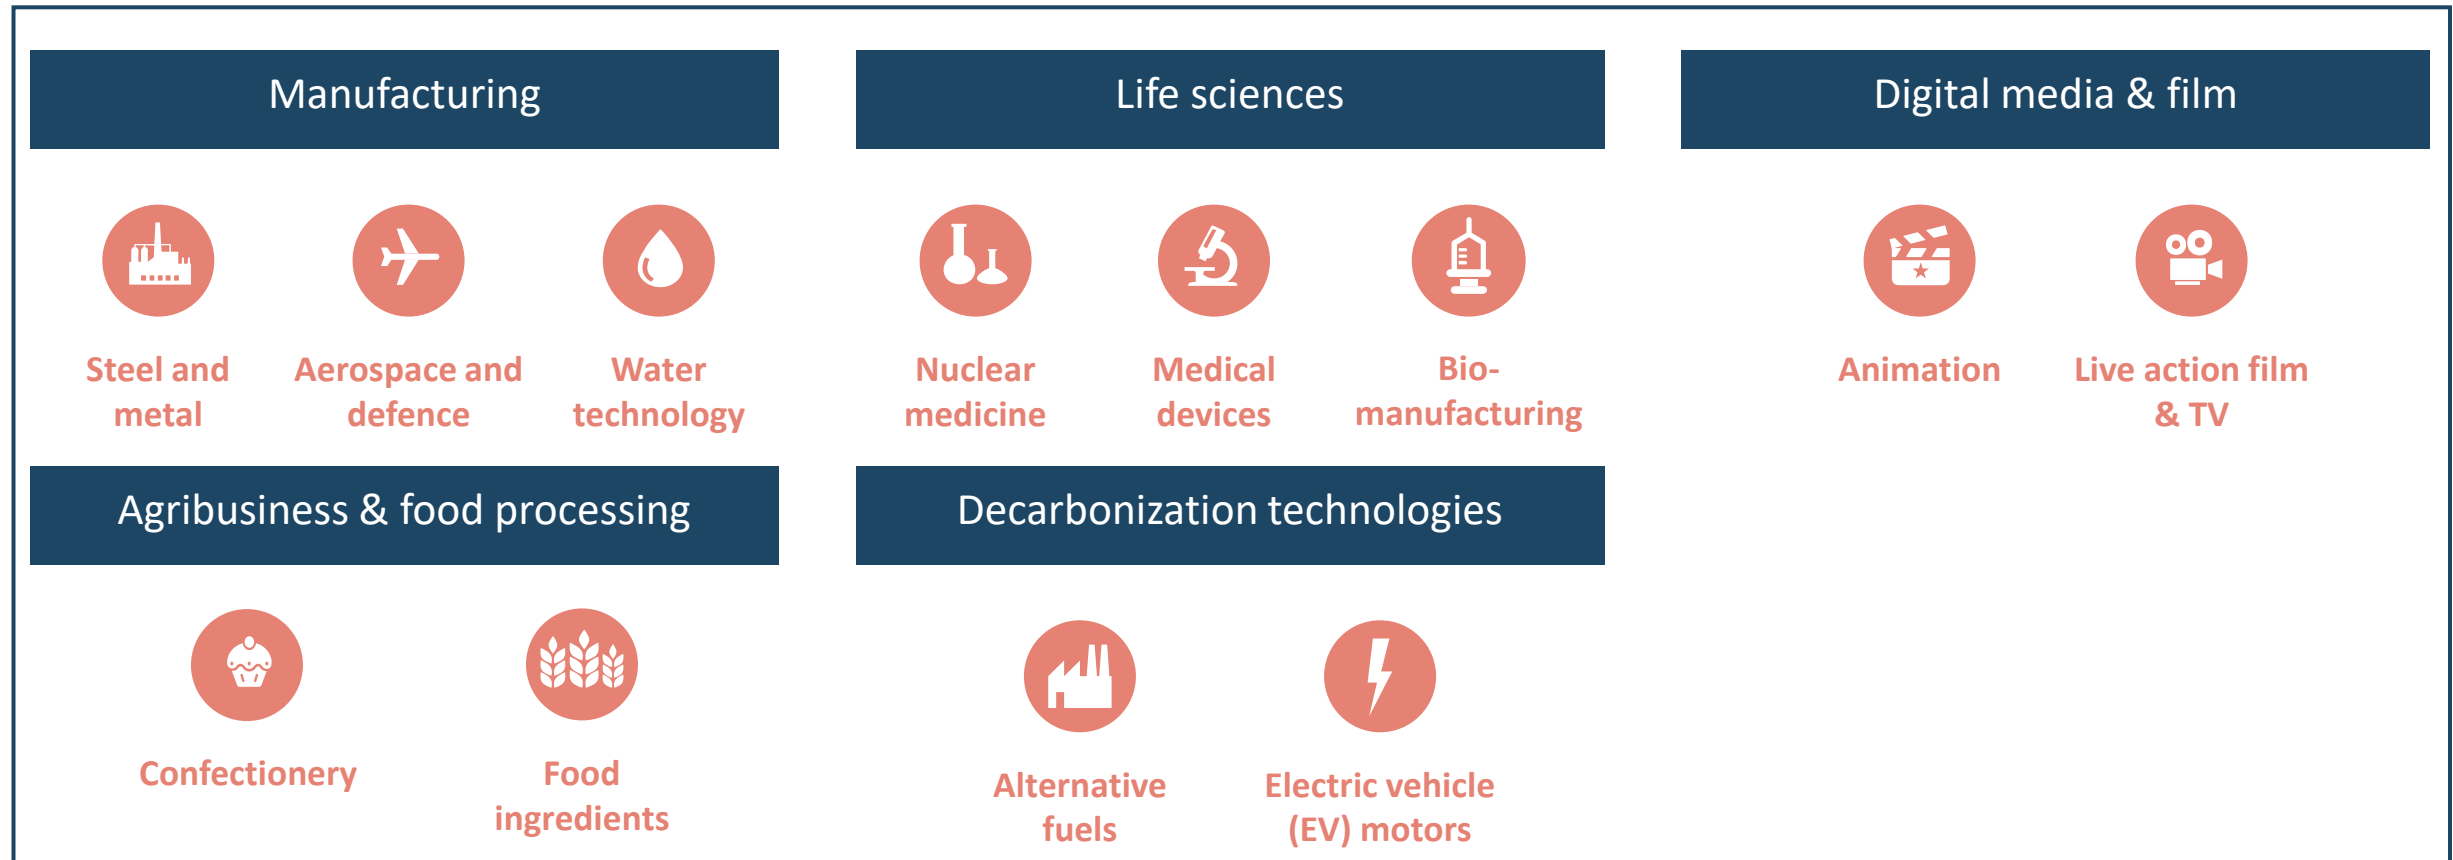 Manufacturing
Steel and
metal
Aerospace and
defence
Water
technology
Life sciences
Nuclear
medicine
Medical
devices
Bio-
manufacturing
Digital media & film
Animation
Live action film
& TV
Agribusiness & food processing
Confectionery
Food
ingredients
Decarbonization technologies
Alternative
fuels
Electric vehicle
(EV) motors